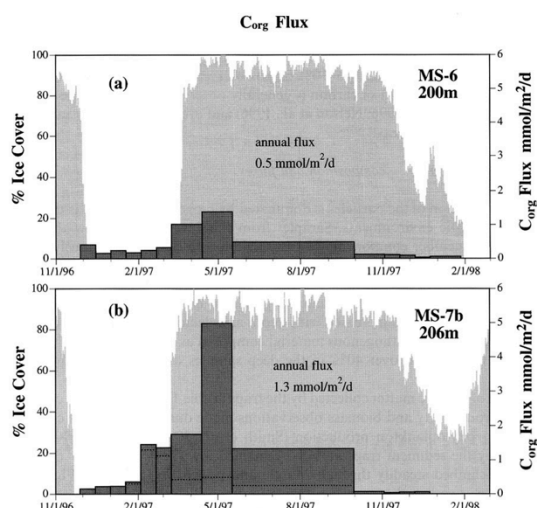 C_org Flux
100
80
60
40
20
0
% Ice Cover
(a)
MS-6
200m
annual flux
0.5 mmol/m²/d
6
5
4
3
2
1
0
C_org Flux mmol/m²/d
11/1/96 2/1/97 5/1/97 8/1/97 11/1/97 2/1/98
100
80
60
40
20
0
% Ice Cover
(b)
MS-7b
206m
annual flux
1.3 mmol/m²/d
6
5
4
3
2
1
0
C_org Flux mmol/m²/d
11/1/96 2/1/97 5/1/97 8/1/97 11/1/97 2/1/98